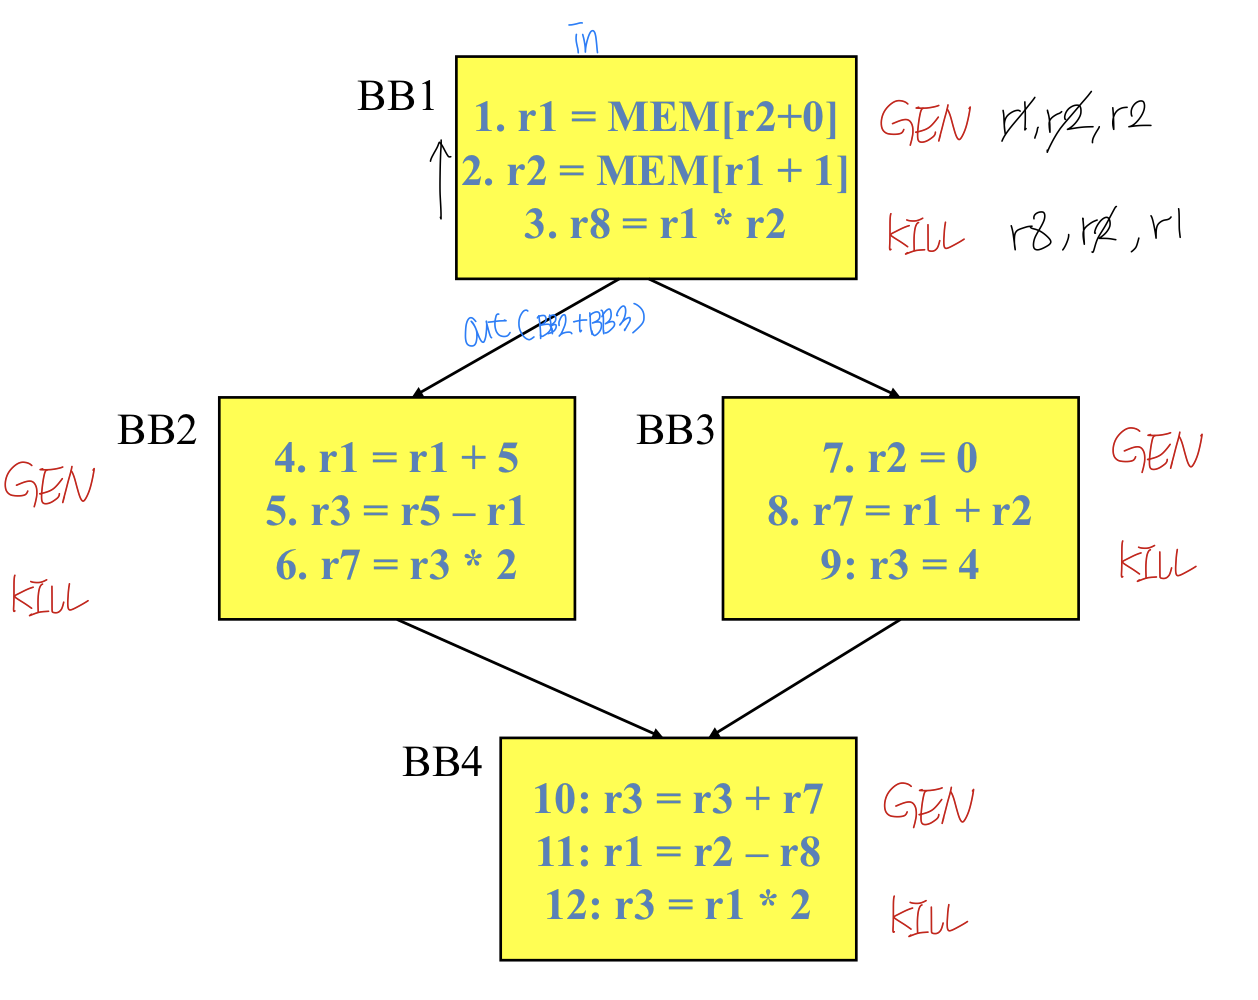 in
BB1
1. r1 = MEM[r2+0]
2. r2 = MEM[r1 + 1]
3. r8 = r1 * r2
GEN r1, r2, r2
KILL r8, r2, r1
out (BB2+BB3)
BB2
4. r1 = r1 + 5
5. r3 = r5 – r1
6. r7 = r3 * 2
GEN
KILL
BB3
7. r2 = 0
8. r7 = r1 + r2
9: r3 = 4
GEN
KILL
BB4
10: r3 = r3 + r7
11: r1 = r2 – r8
12: r3 = r1 * 2
GEN
KILL